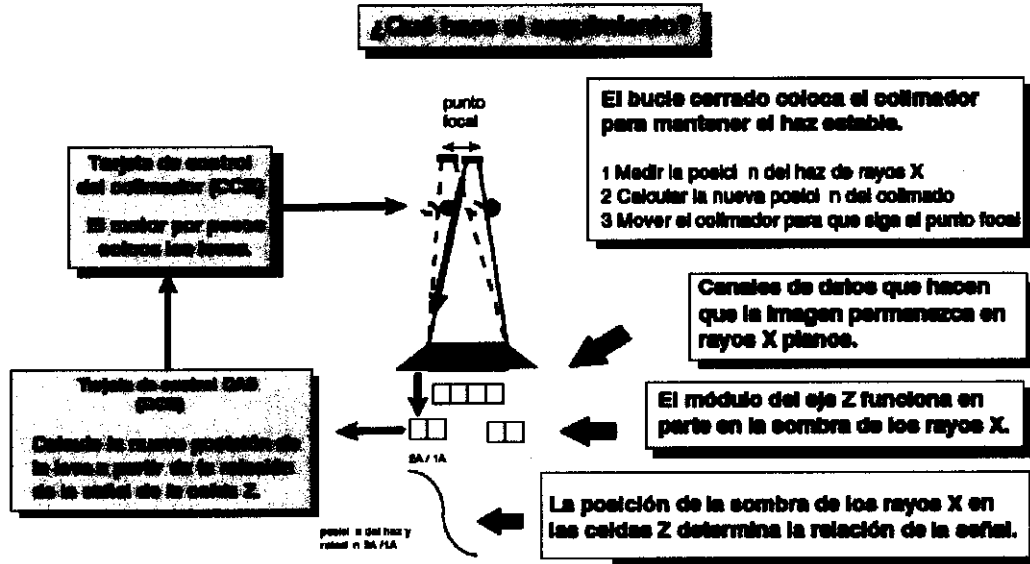 ¿Qué hace el seguimiento?
punto
focal
El bucle cerrado coloca el colimador
para mantener el haz estable.
1 Medir la posici n del haz de rayos X
2 Calcular la nueva posici n del colimado
3 Mover el colimador para que siga al punto focal
Tarjeta de control
del colimador (CCB)
El motor por pasos
coloca las levas.
Canales de datos que hacen
que la imagen permanezca en
rayos X planos.
Tarjeta de control DAS
(DCB)
Calcula la nueva posición de
la leva a partir de la relación
de la señal de la celda Z.
El módulo del eje Z funciona en
parte en la sombra de los rayos X.
2A / 1A
La posición de la sombra de los rayos X en
las celdas Z determina la relación de la señal.
posici n del haz y
relaci n 2A /1A